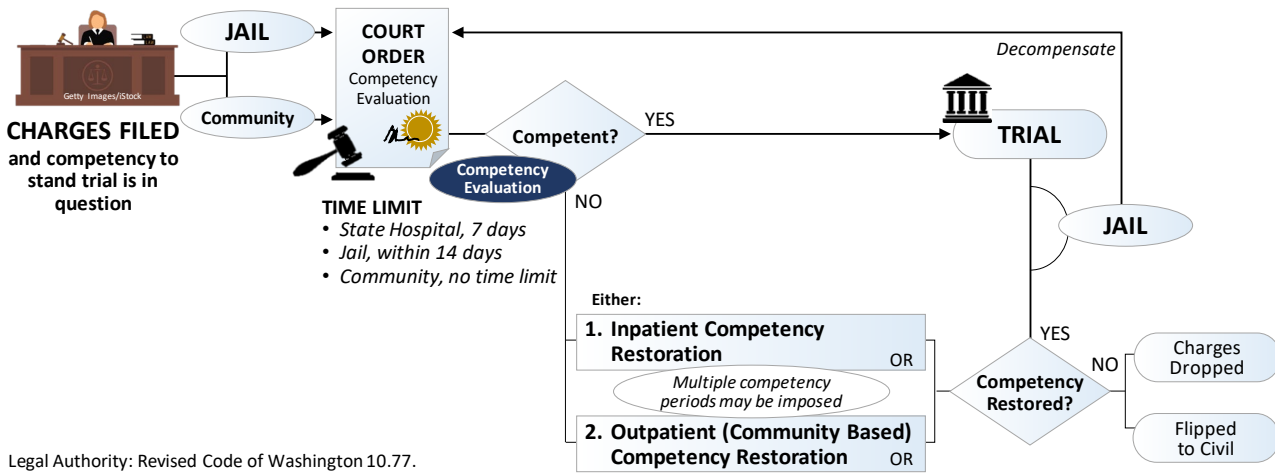 Getty Images/iStock
CHARGES FILED
and competency to
stand trial is in
question
JAIL
Community
COURT
ORDER
Competency
Evaluation
TIME LIMIT
• State Hospital, 7 days
• Jail, within 14 days
• Community, no time limit
Competent?
Competency
Evaluation
YES
NO
TRIAL
Decompensate
JAIL
Either:
1. Inpatient Competency
Restoration
OR
Multiple competency
periods may be imposed
2. Outpatient (Community Based)
Competency Restoration
OR
YES
Competency
Restored?
NO
Charges
Dropped
Flipped
to Civil
Legal Authority: Revised Code of Washington 10.77.